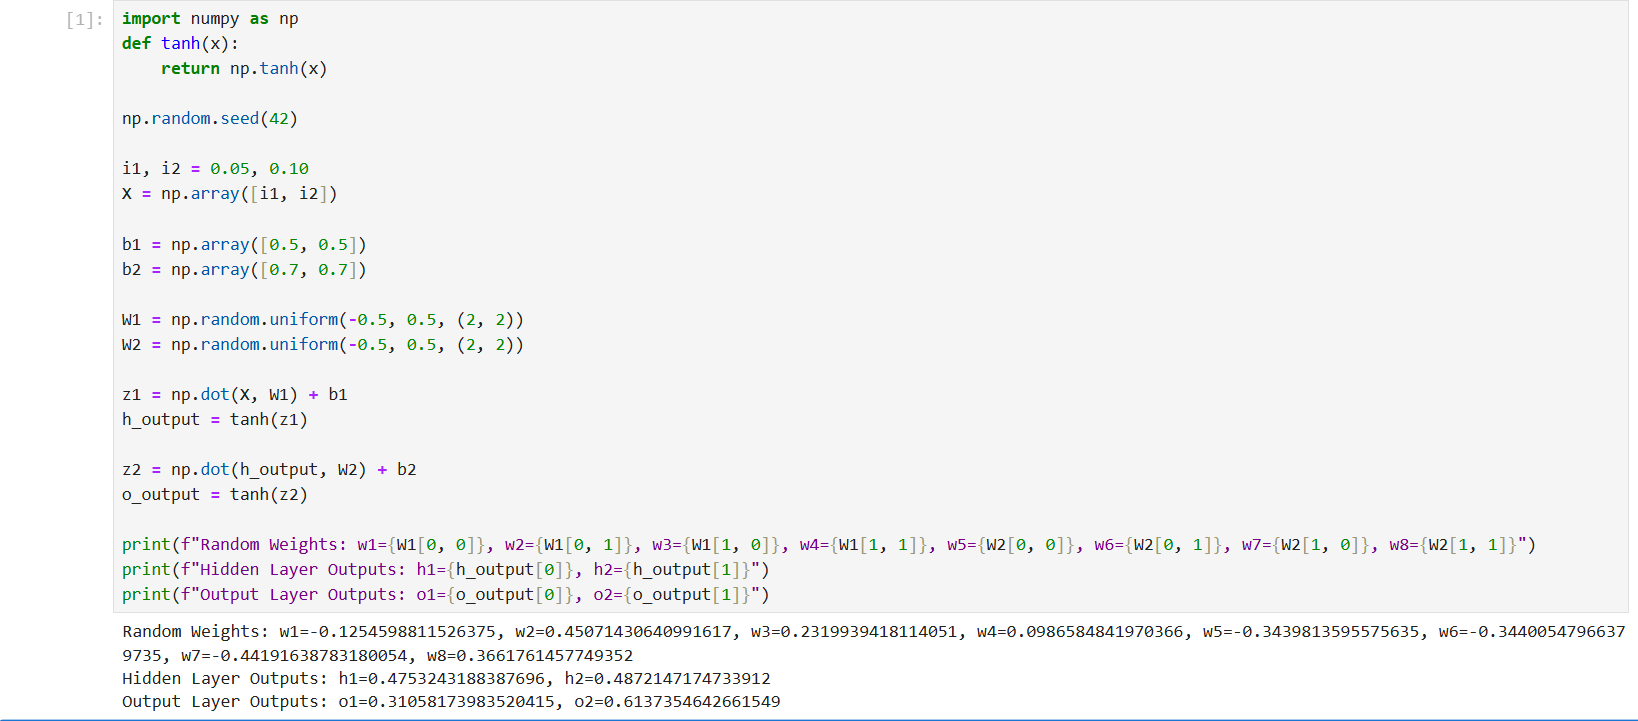 [1]: import numpy as np
def tanh(x):
    return np.tanh(x)

np.random.seed(42)

i1, i2 = 0.05, 0.10
X = np.array([i1, i2])

b1 = np.array([0.5, 0.5])
b2 = np.array([0.7, 0.7])

W1 = np.random.uniform(-0.5, 0.5, (2, 2))
W2 = np.random.uniform(-0.5, 0.5, (2, 2))

z1 = np.dot(X, W1) + b1
h_output = tanh(z1)

z2 = np.dot(h_output, W2) + b2
o_output = tanh(z2)

print(f"Random Weights: w1={W1[0, 0]}, w2={W1[0, 1]}, w3={W1[1, 0]}, w4={W1[1, 1]}, w5={W2[0, 0]}, w6={W2[0, 1]}, w7={W2[1, 0]}, w8={W2[1, 1]}")
print(f"Hidden Layer Outputs: h1={h_output[0]}, h2={h_output[1]}")
print(f"Output Layer Outputs: o1={o_output[0]}, o2={o_output[1]}")
Random Weights: w1=-0.1254598811526375, w2=0.45071430640991617, w3=0.2319939418114051, w4=0.0986584841970366, w5=-0.3439813595575635, w6=-0.3440054796637
9735, w7=-0.44191638783180054, w8=0.3661761457749352
Hidden Layer Outputs: h1=0.4753243188387696, h2=0.4872147174733912
Output Layer Outputs: o1=0.31058173983520415, o2=0.6137354642661549